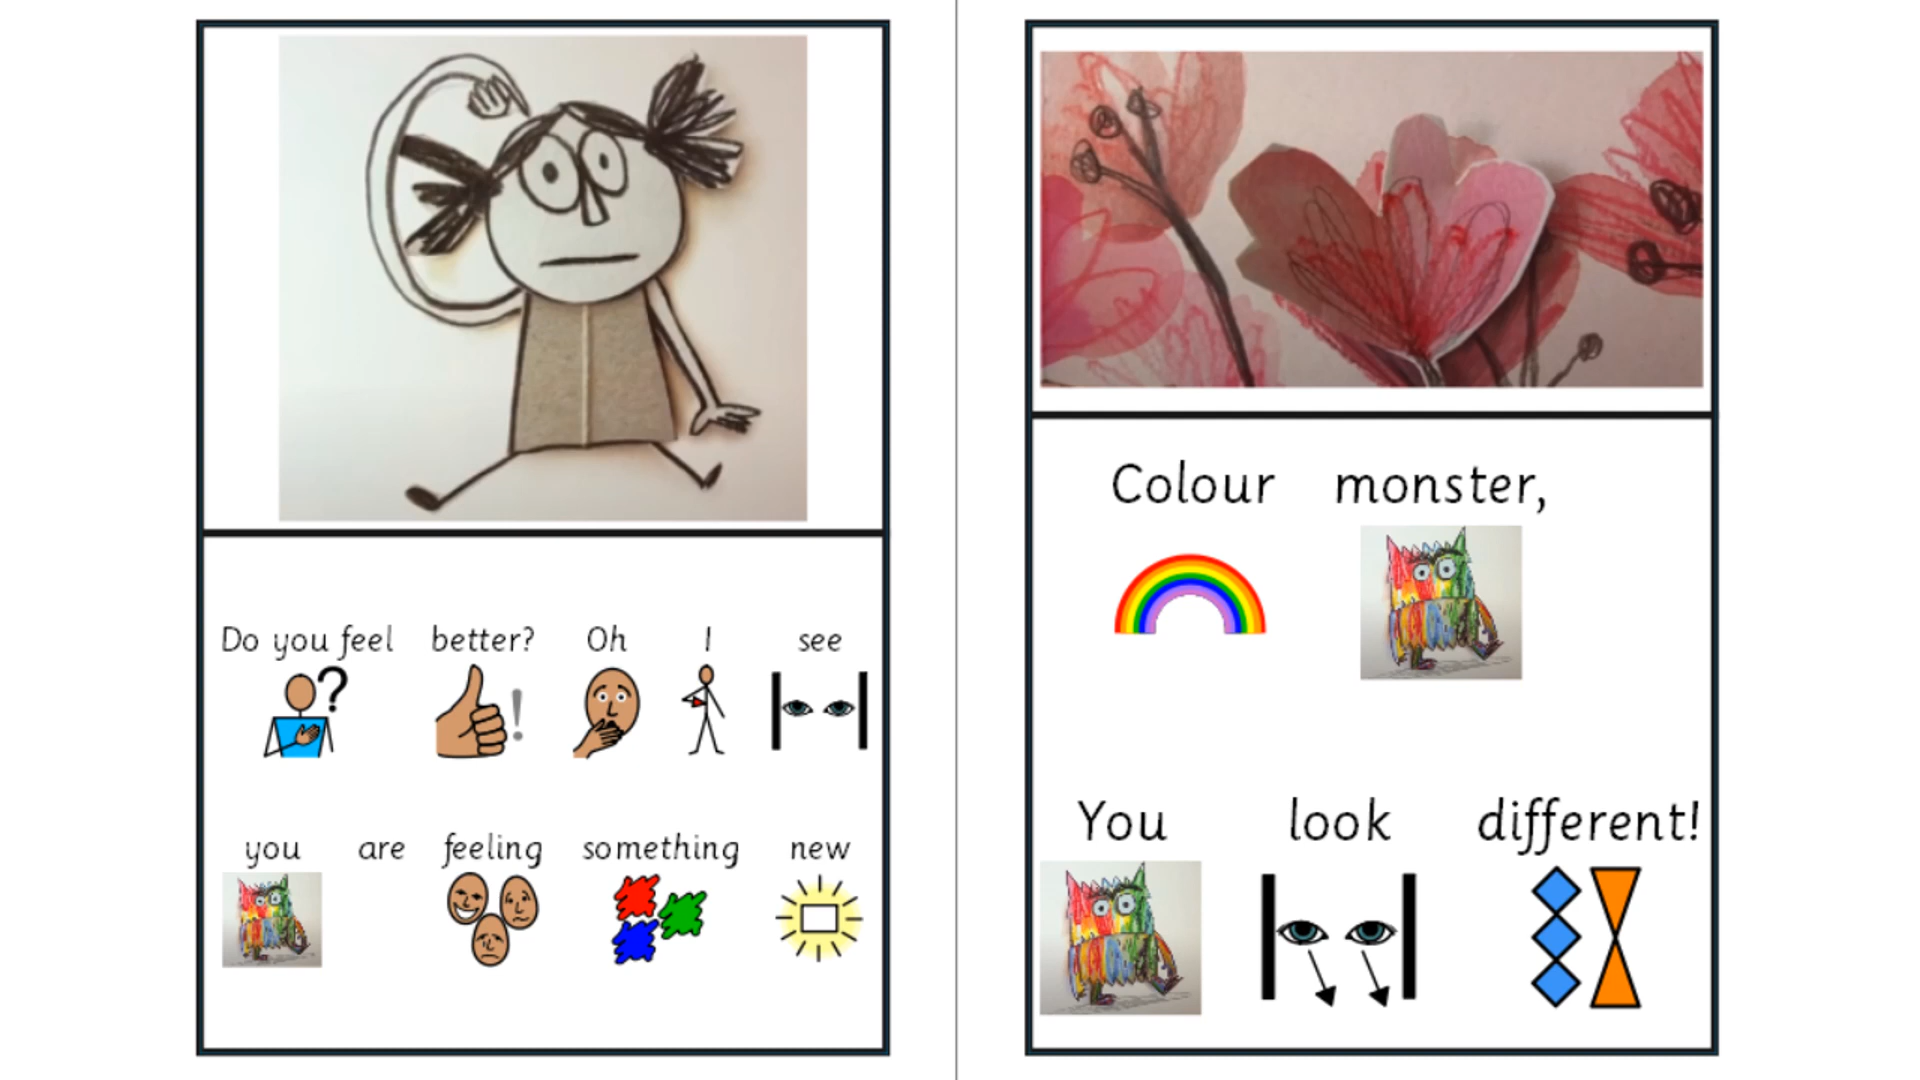 Do you feel better? Oh I see
you are feeling something new
Colour monster,
You look different!